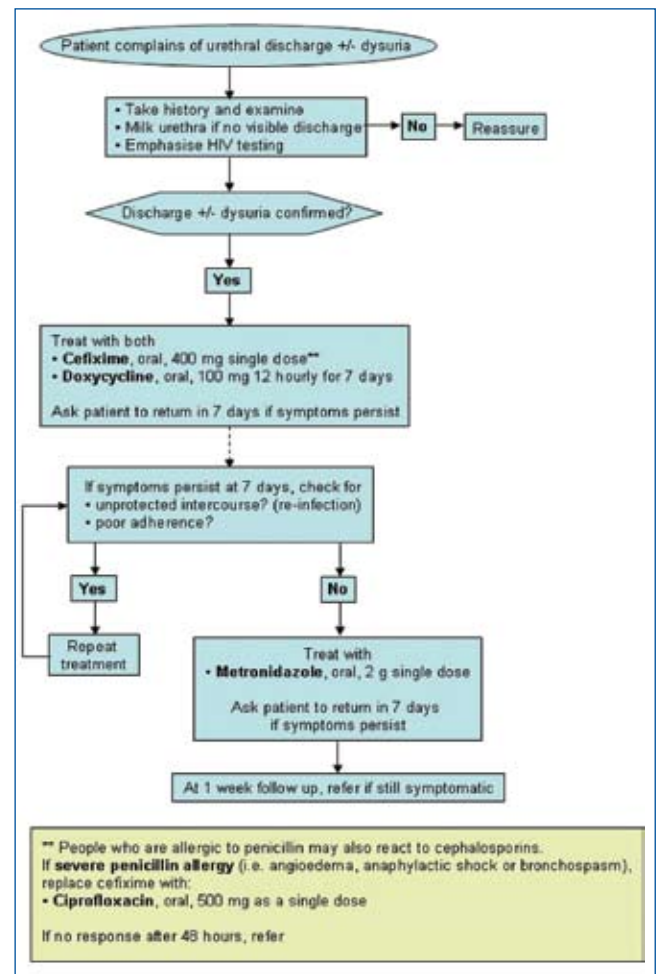 Patient complains of urethral discharge +/- dysuria
• Take history and examine
• Milk urethra if no visible discharge
• Emphasise HIV testing
No
Reassure
Discharge +/- dysuria confirmed?
Yes
Treat with both
• Cefixime, oral, 400 mg single dose**
• Doxycycline, oral, 100 mg 12 hourly for 7 days
Ask patient to return in 7 days if symptoms persist
If symptoms persist at 7 days, check for
• unprotected intercourse? (re-infection)
• poor adherence?
Yes
No
Repeat
treatment
Treat with
• Metronidazole, oral, 2 g single dose
Ask patient to return in 7 days
if symptoms persist
At 1 week follow up, refer if still symptomatic
** People who are allergic to penicillin may also react to cephalosporins.
If severe penicillin allergy (i.e. angioedema, anaphylactic shock or bronchospasm),
replace cefixime with:
• Ciprofloxacin, oral, 500 mg as a single dose
If no response after 48 hours, refer